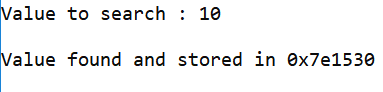 Value to search : 10
Value found and stored in 0x7e1530